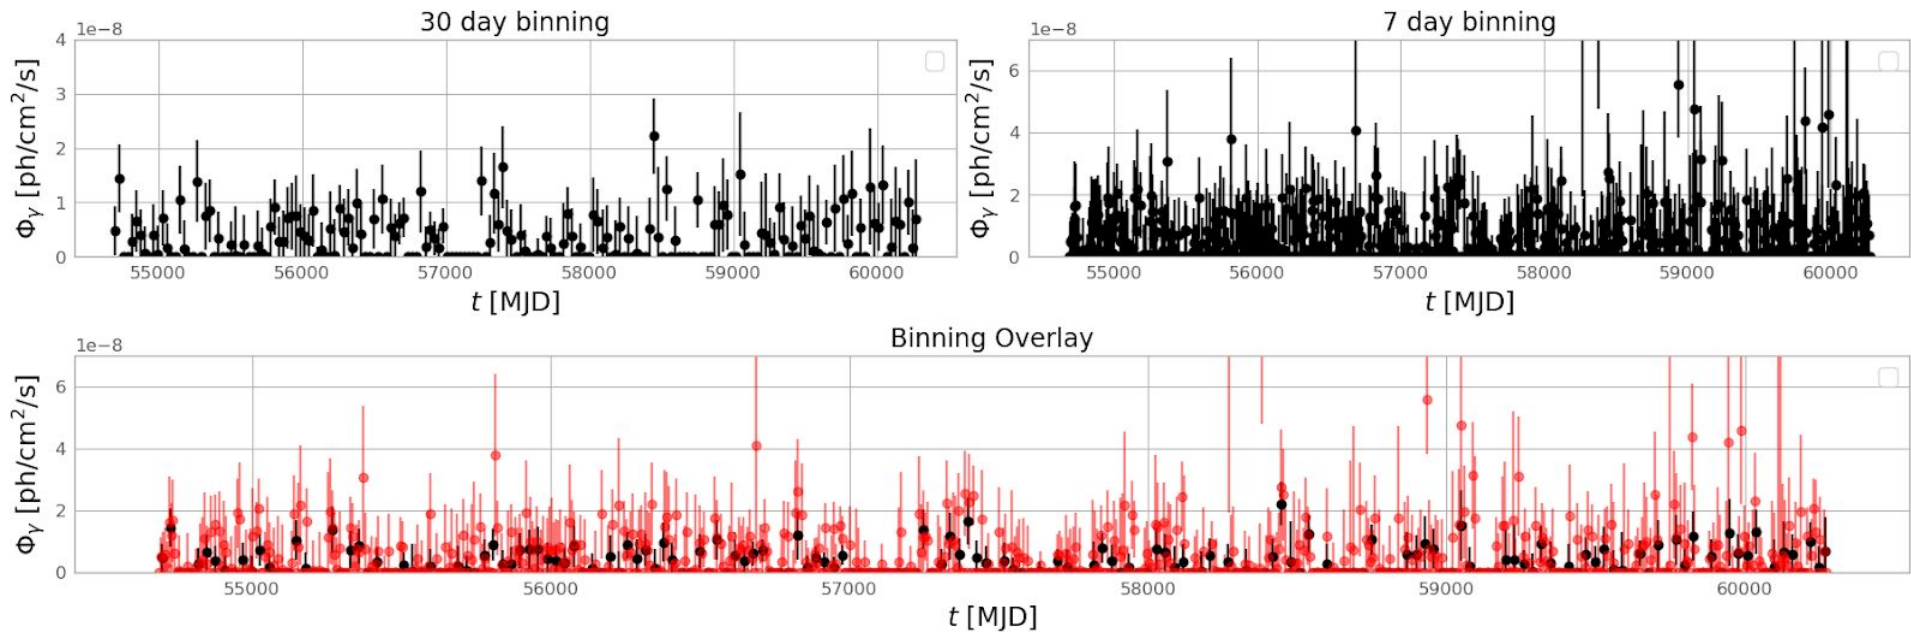 30 day binning
1e−8
Φγ [ph/cm²/s]
4
3
2
1
0
55000 56000 57000 58000 59000 60000
t [MJD]
7 day binning
1e−8
Φγ [ph/cm²/s]
6
4
2
0
55000 56000 57000 58000 59000 60000
t [MJD]
Binning Overlay
1e−8
Φγ [ph/cm²/s]
6
4
2
0
55000 56000 57000 58000 59000 60000
t [MJD]